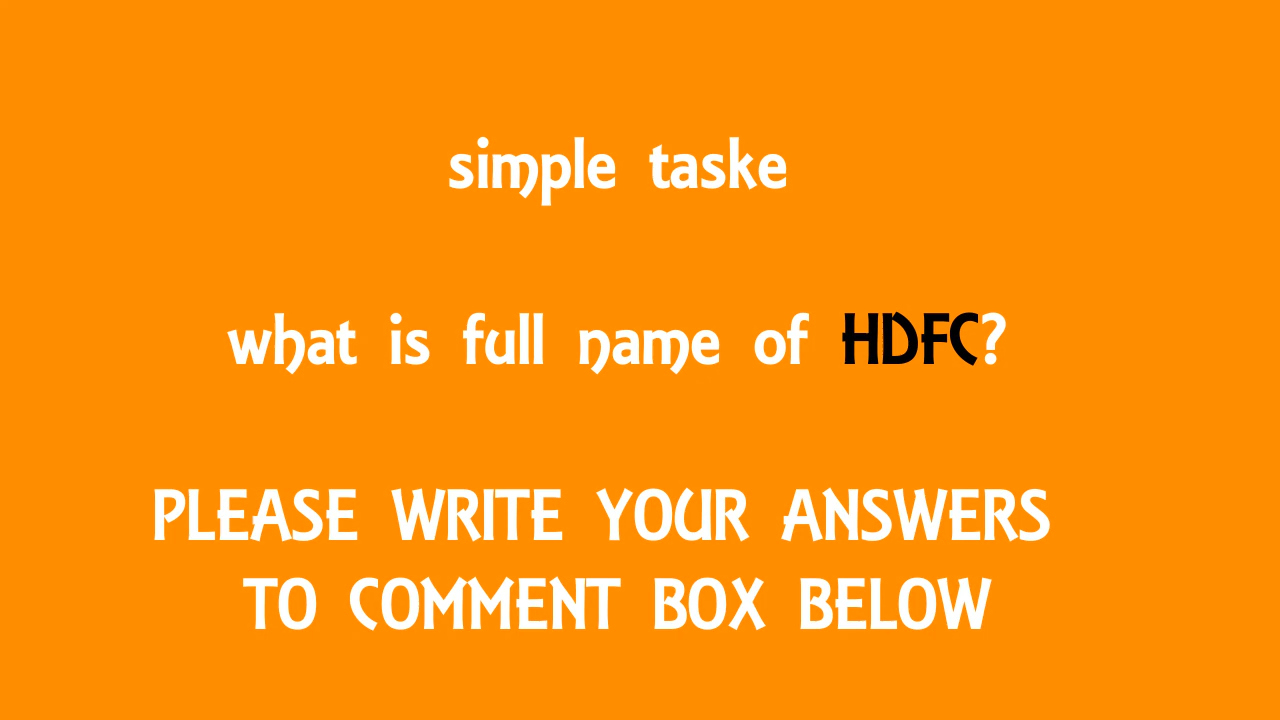 simple taske
what is full name of HDFC?
PLEASE WRITE YOUR ANSWERS
TO COMMENT BOX BELOW